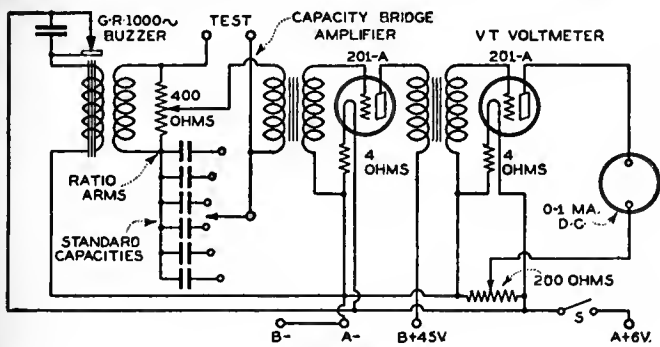 G·R·1000~
BUZZER
TEST
CAPACITY BRIDGE
AMPLIFIER
201-A
VT VOLTMETER
201-A
400
OHMS
4
OHMS
4
OHMS
RATIO
ARMS
STANDARD
CAPACITIES
0-1 MA.
D·C·
200 OHMS
S
B-
A-
B+45V.
A+6V.